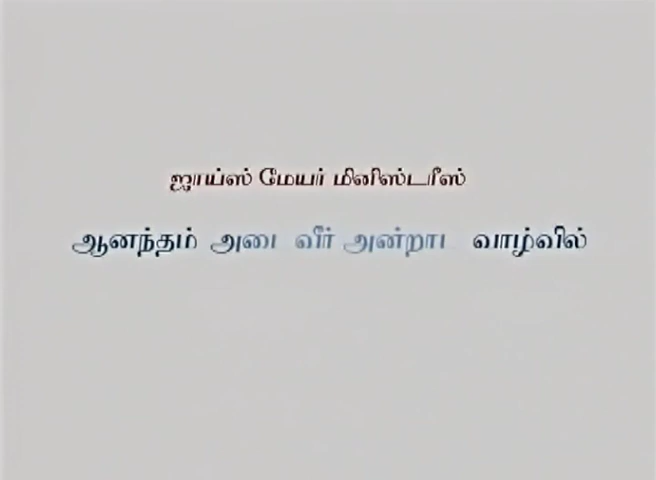 ஜாய்ஸ் மேயர் மினிஸ்டரீஸ்
ஆனந்தம் அடைவீர் அன்றாட வாழ்வில்